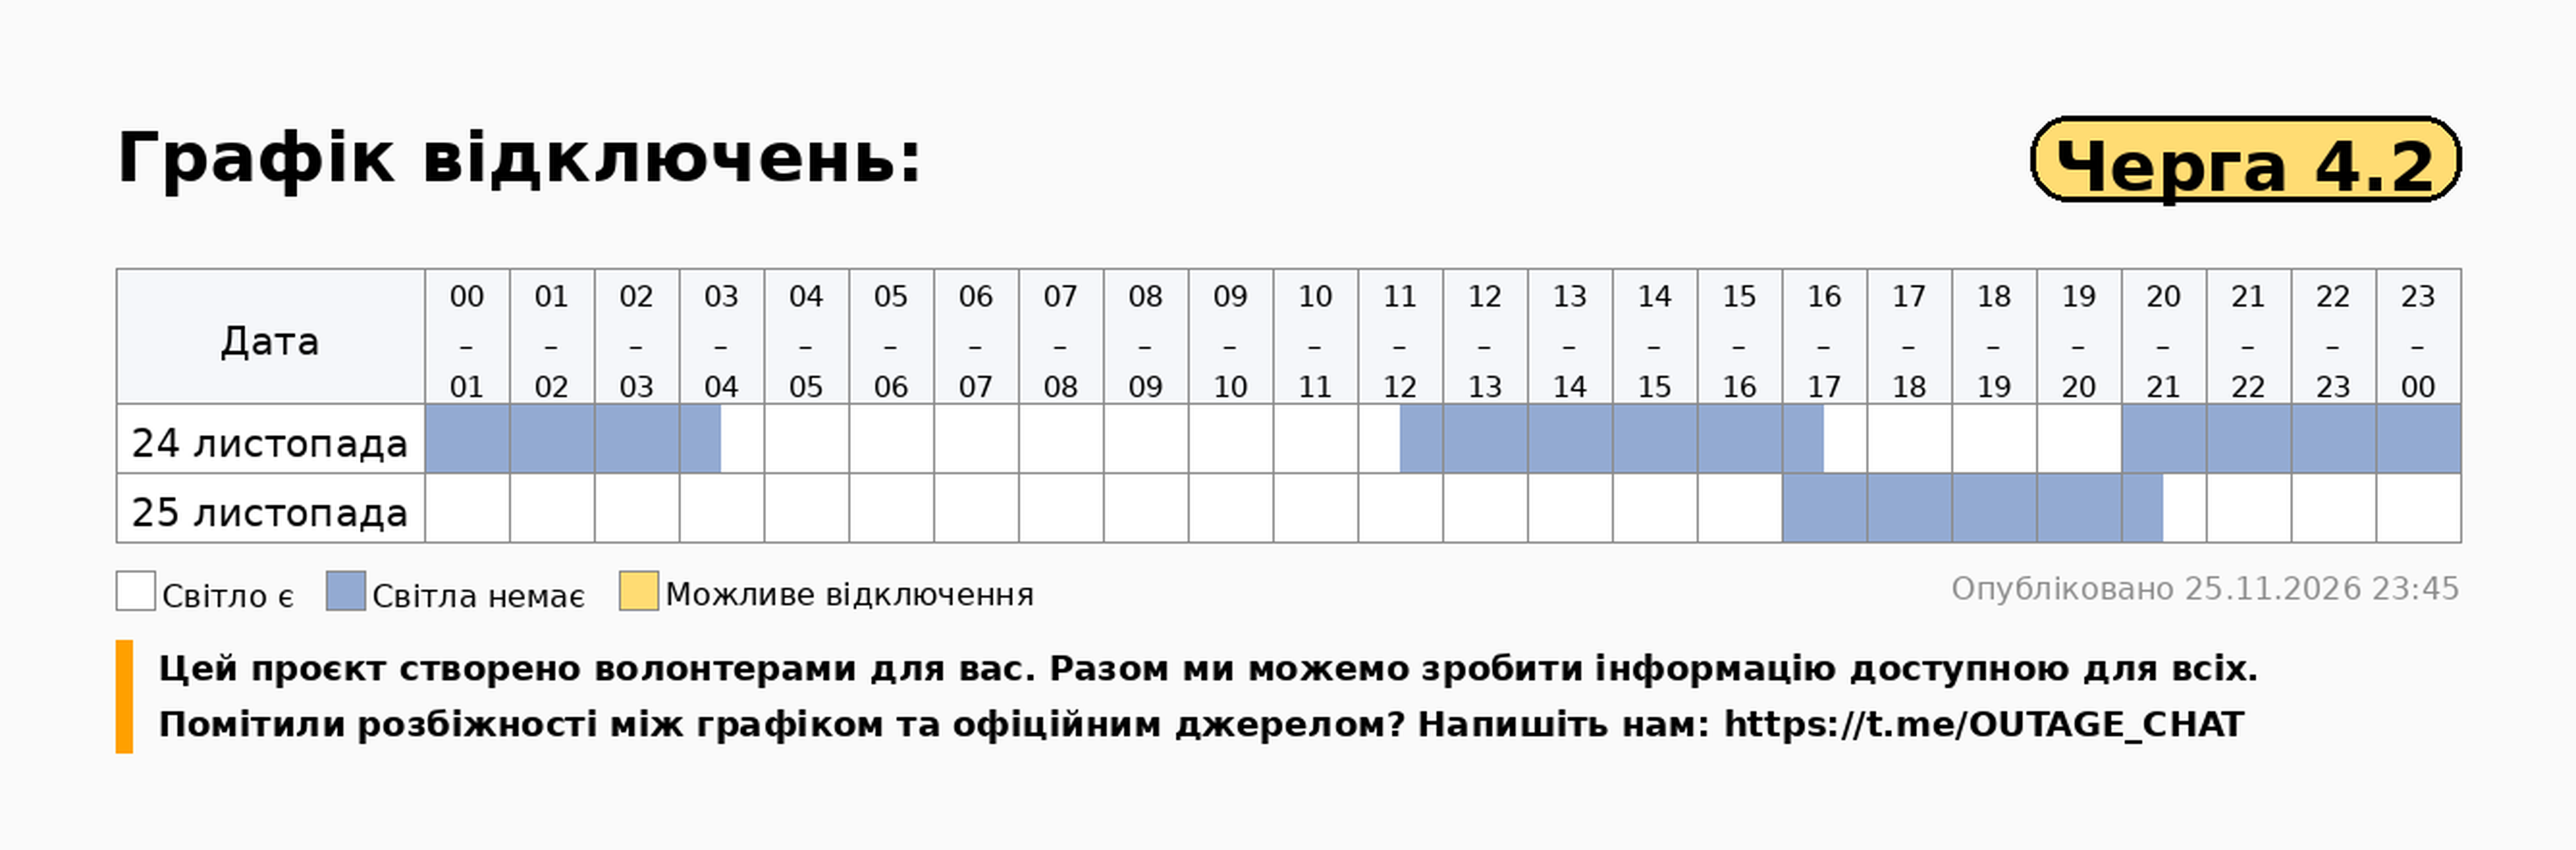 Графік відключень:
Черга 4.2
Дата
00 – 01
01 – 02
02 – 03
03 – 04
04 – 05
05 – 06
06 – 07
07 – 08
08 – 09
09 – 10
10 – 11
11 – 12
12 – 13
13 – 14
14 – 15
15 – 16
16 – 17
17 – 18
18 – 19
19 – 20
20 – 21
21 – 22
22 – 23
23 – 00
24 листопада
25 листопада
Світло є
Світла немає
Можливе відключення
Опубліковано 25.11.2026 23:45
Цей проєкт створено волонтерами для вас. Разом ми можемо зробити інформацію доступною для всіх.
Помітили розбіжності між графіком та офіційним джерелом? Напишіть нам: https://t.me/OUTAGE_CHAT